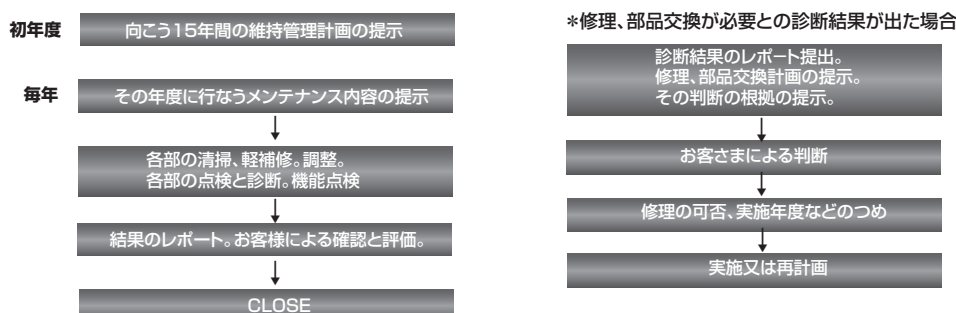 初年度
向こう15年間の維持管理計画の提示
毎年
その年度に行なうメンテナンス内容の提示
各部の清掃、軽補修。調整。
各部の点検と診断。機能点検
結果のレポート。お客様による確認と評価。
CLOSE
*修理、部品交換が必要との診断結果が出た場合
診断結果のレポート提出。
修理、部品交換計画の提示。
その判断の根拠の提示。
お客さまによる判断
修理の可否、実施年度などのつめ
実施又は再計画